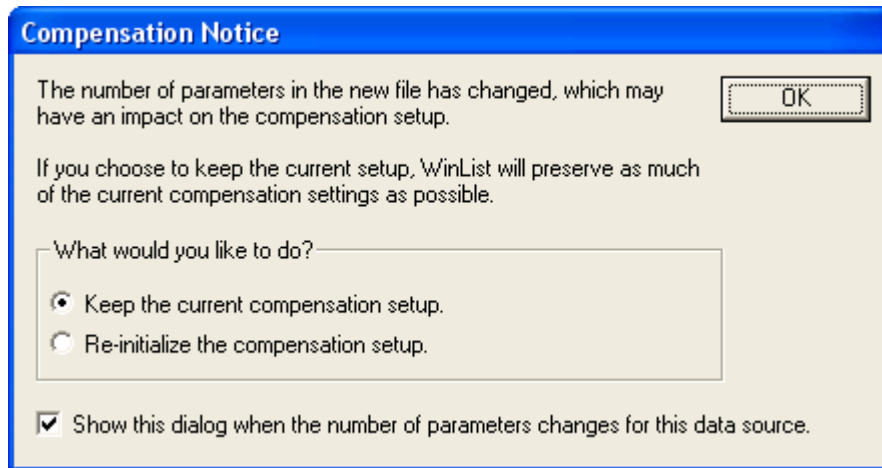 Compensation Notice
The number of parameters in the new file has changed, which may
have an impact on the compensation setup.
OK
If you choose to keep the current setup, WinList will preserve as much
of the current compensation settings as possible.
What would you like to do?
Keep the current compensation setup.
Re-initialize the compensation setup.
Show this dialog when the number of parameters changes for this data source.